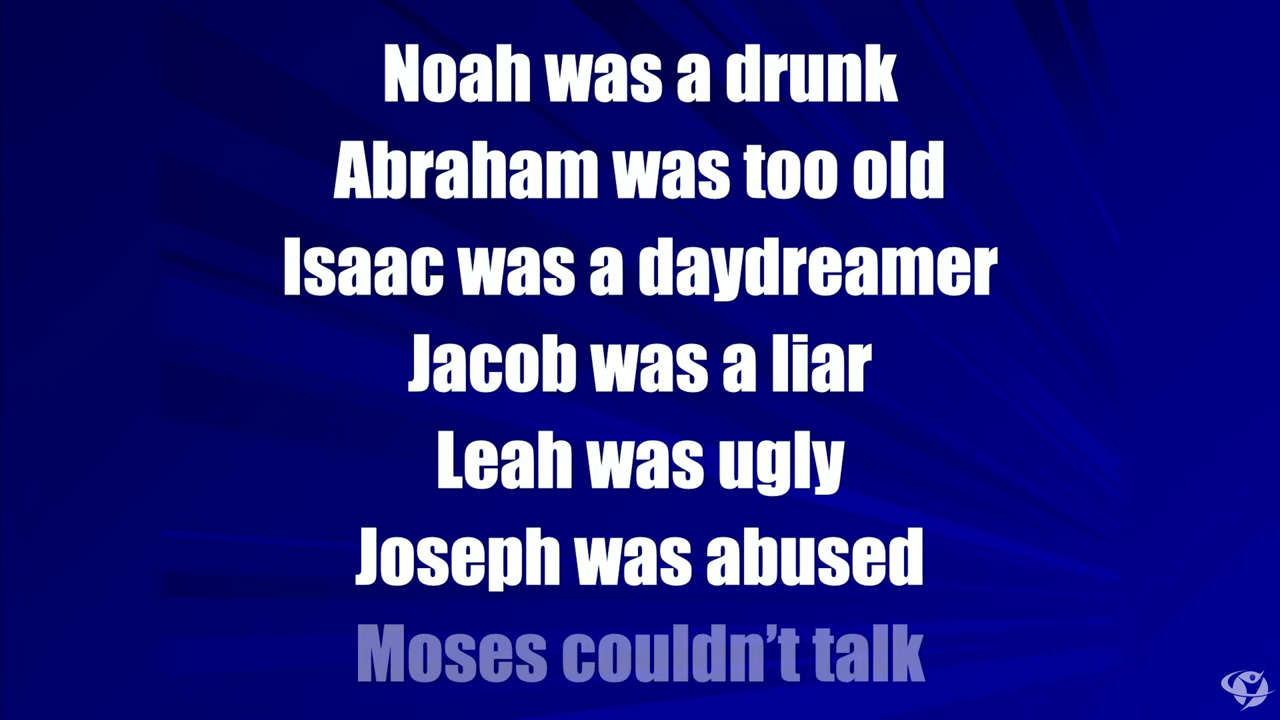 Noah was a drunk
Abraham was too old
Isaac was a daydreamer
Jacob was a liar
Leah was ugly
Joseph was abused
Moses couldn’t talk